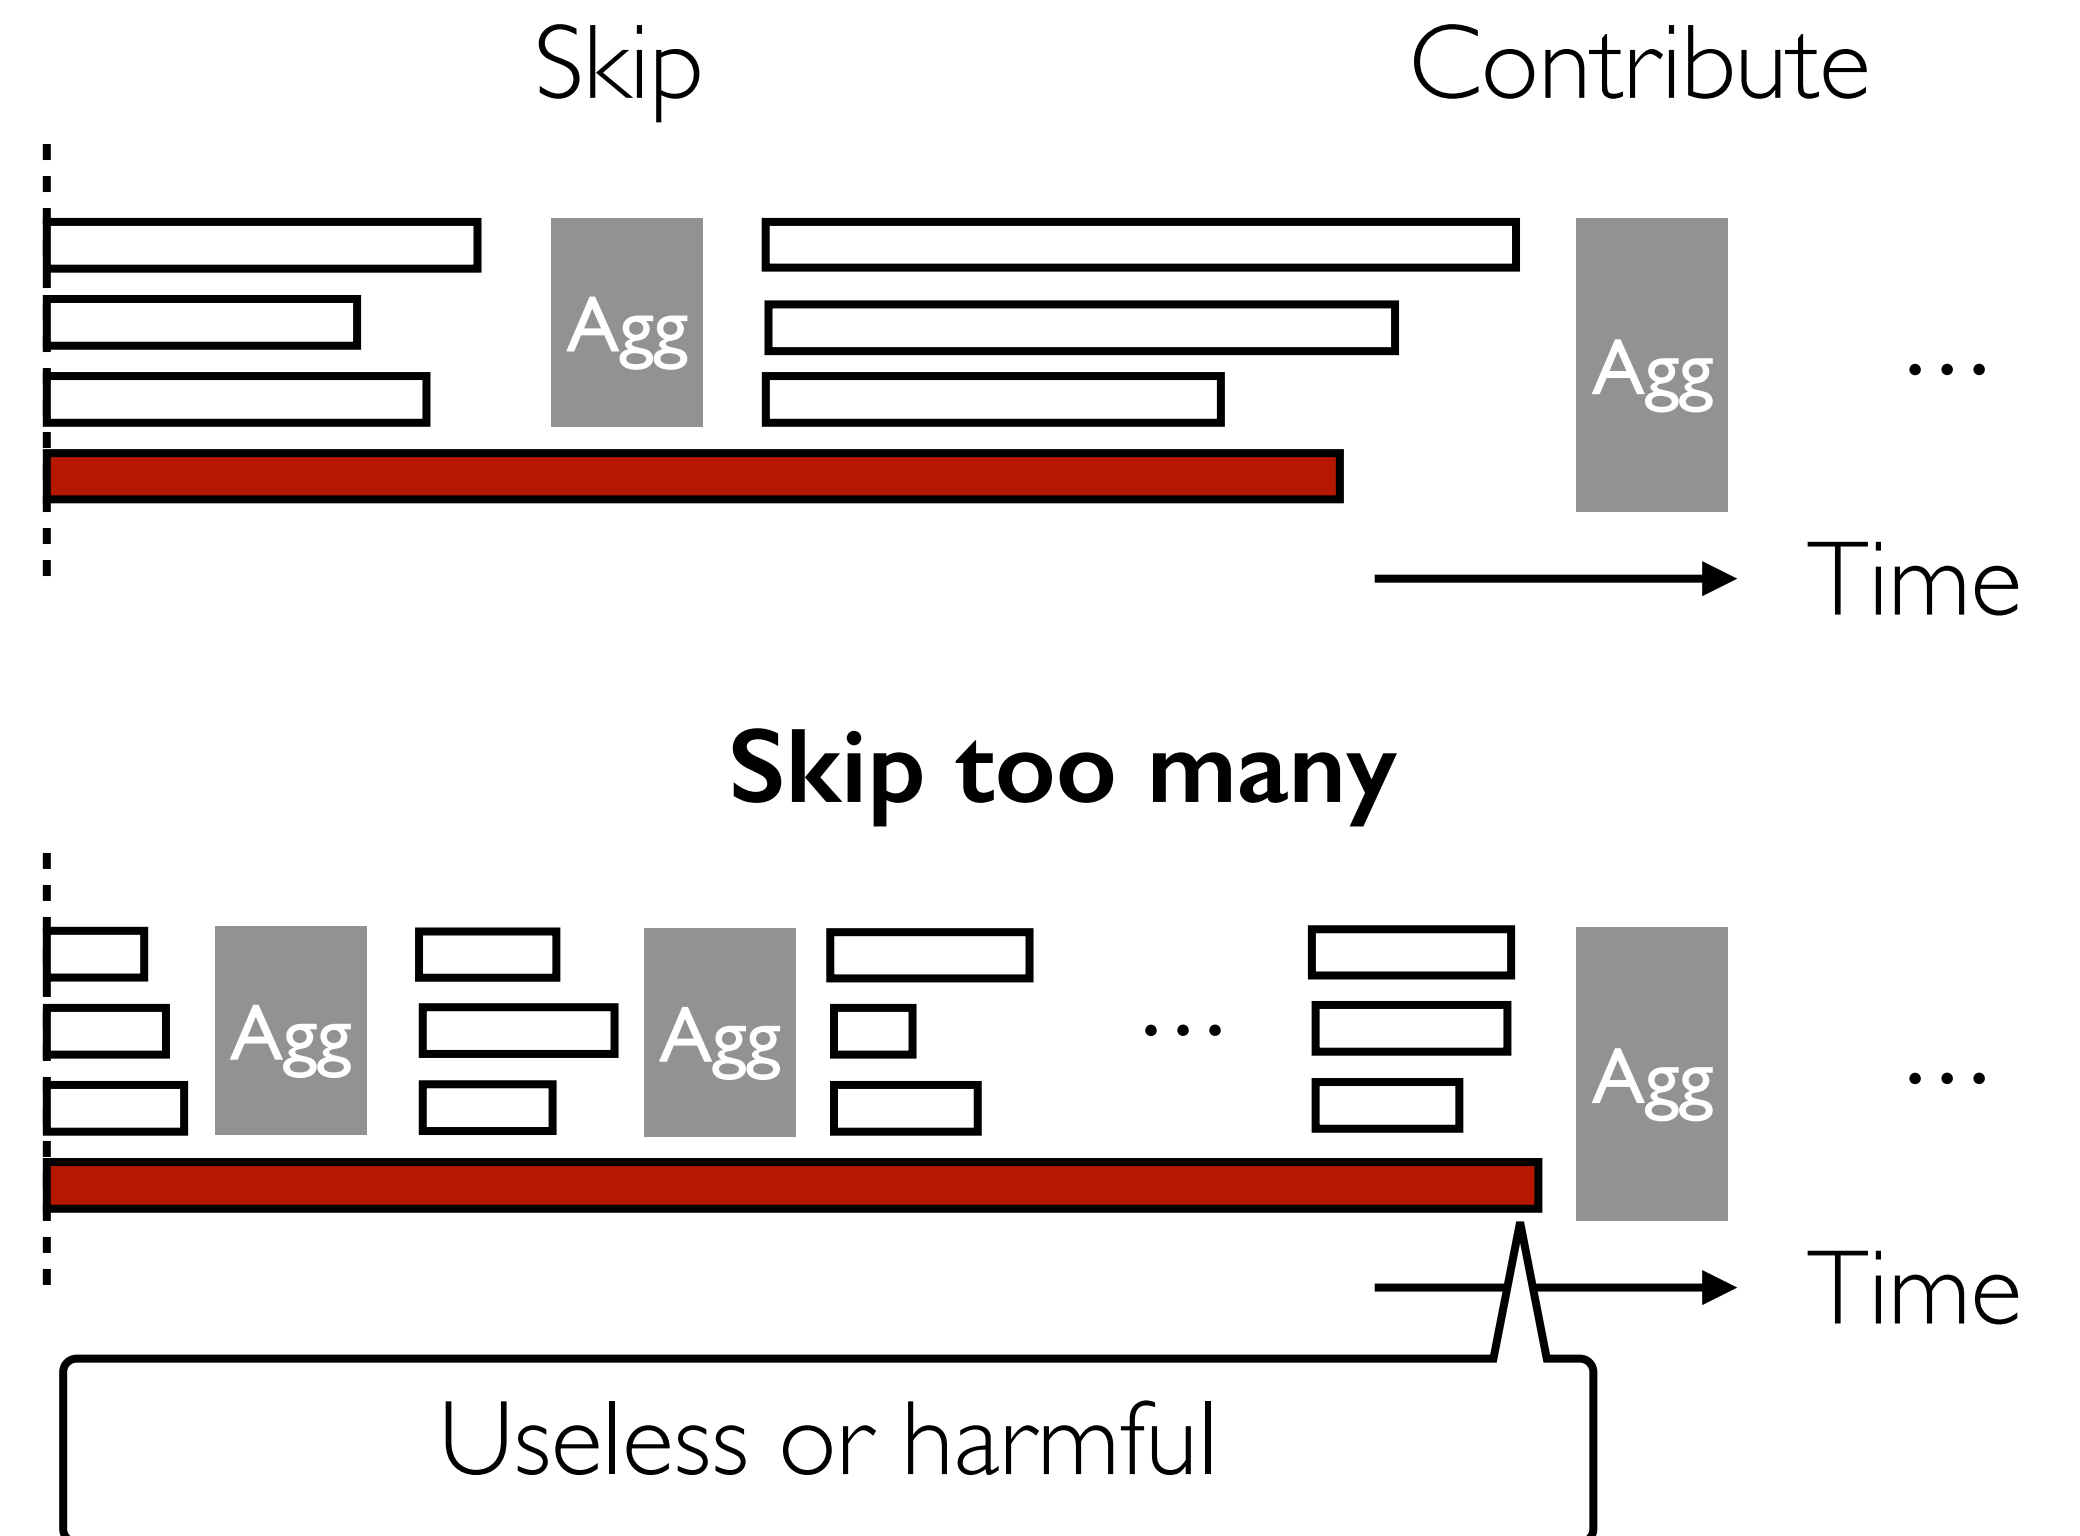 Skip
Contribute
Agg
Agg
...
Time
Skip too many
Agg
Agg
...
Agg
...
Time
Useless or harmful